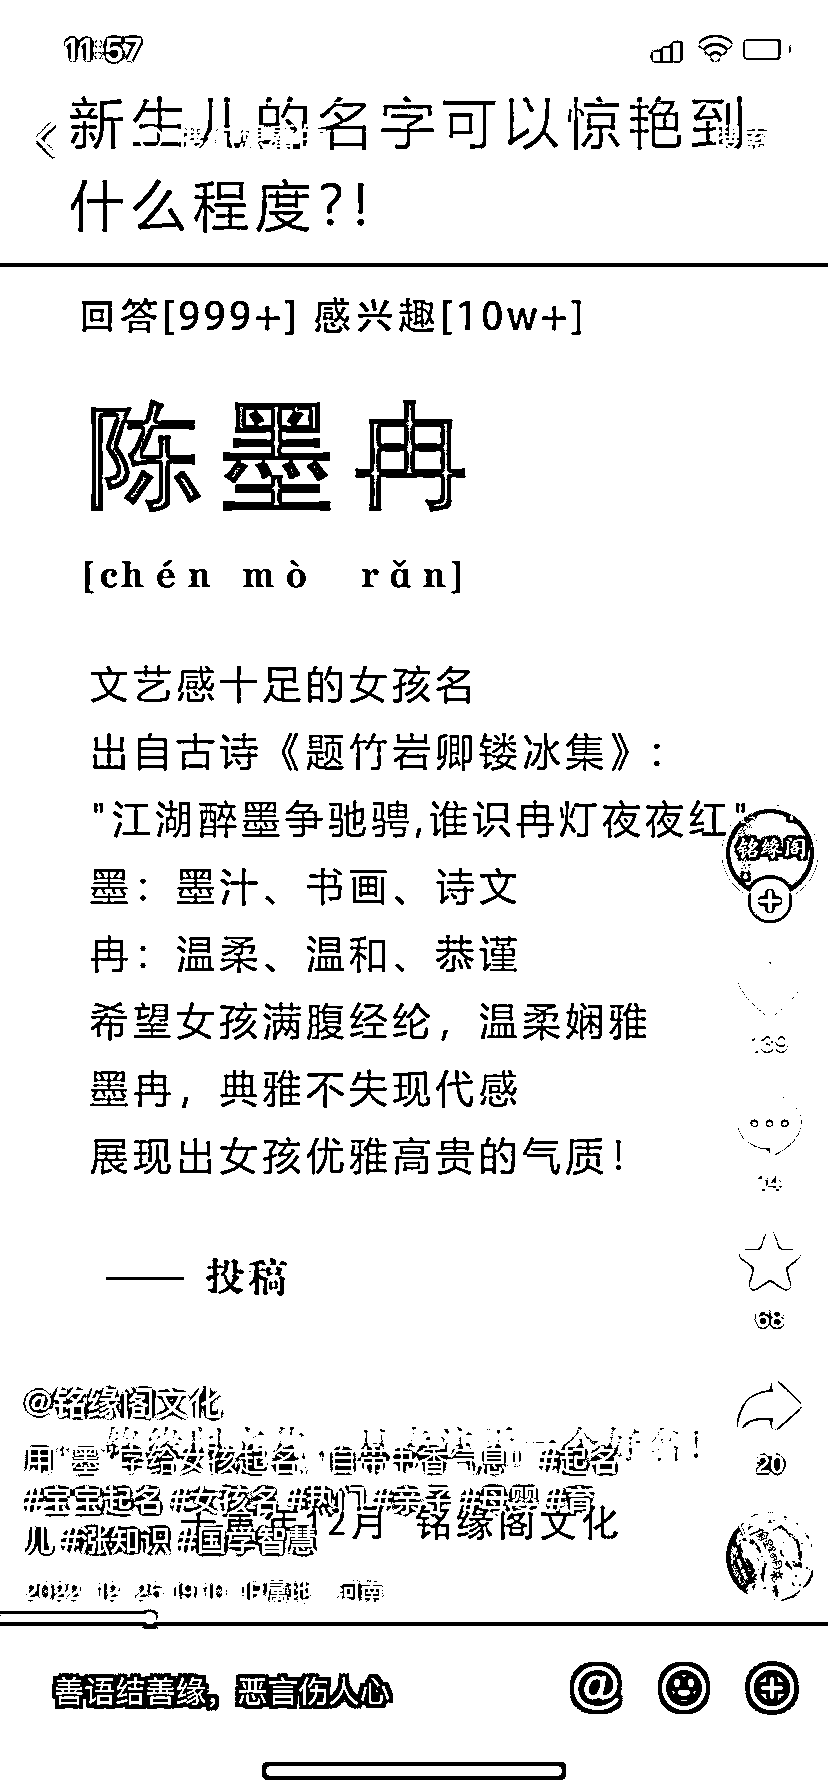 11:57
新生儿的名字可以惊艳到
什么程度?!
回答[999+] 感兴趣[10w+]
陈墨冉
[chén mò rǎn]
文艺感十足的女孩名
出自古诗《题竹岩卿镂冰集》:
"江湖醉墨争驰骋,谁识冉灯夜夜红"
铭缘阁
墨: 墨汁、书画、诗文
冉: 温柔、温和、恭谨
139
希望女孩满腹经纶，温柔娴雅
墨冉，典雅不失现代感
14
展现出女孩优雅高贵的气质!
—— 投稿
68
@铭缘阁文化
用"墨"字给女孩起名，自带书香气息！ #起名
20
#宝宝起名 #女孩名 #热门 #亲子 #母婴 #育
儿 #涨知识 #国学智慧
年12月 铭缘阁文化
善语结善缘，恶言伤人心